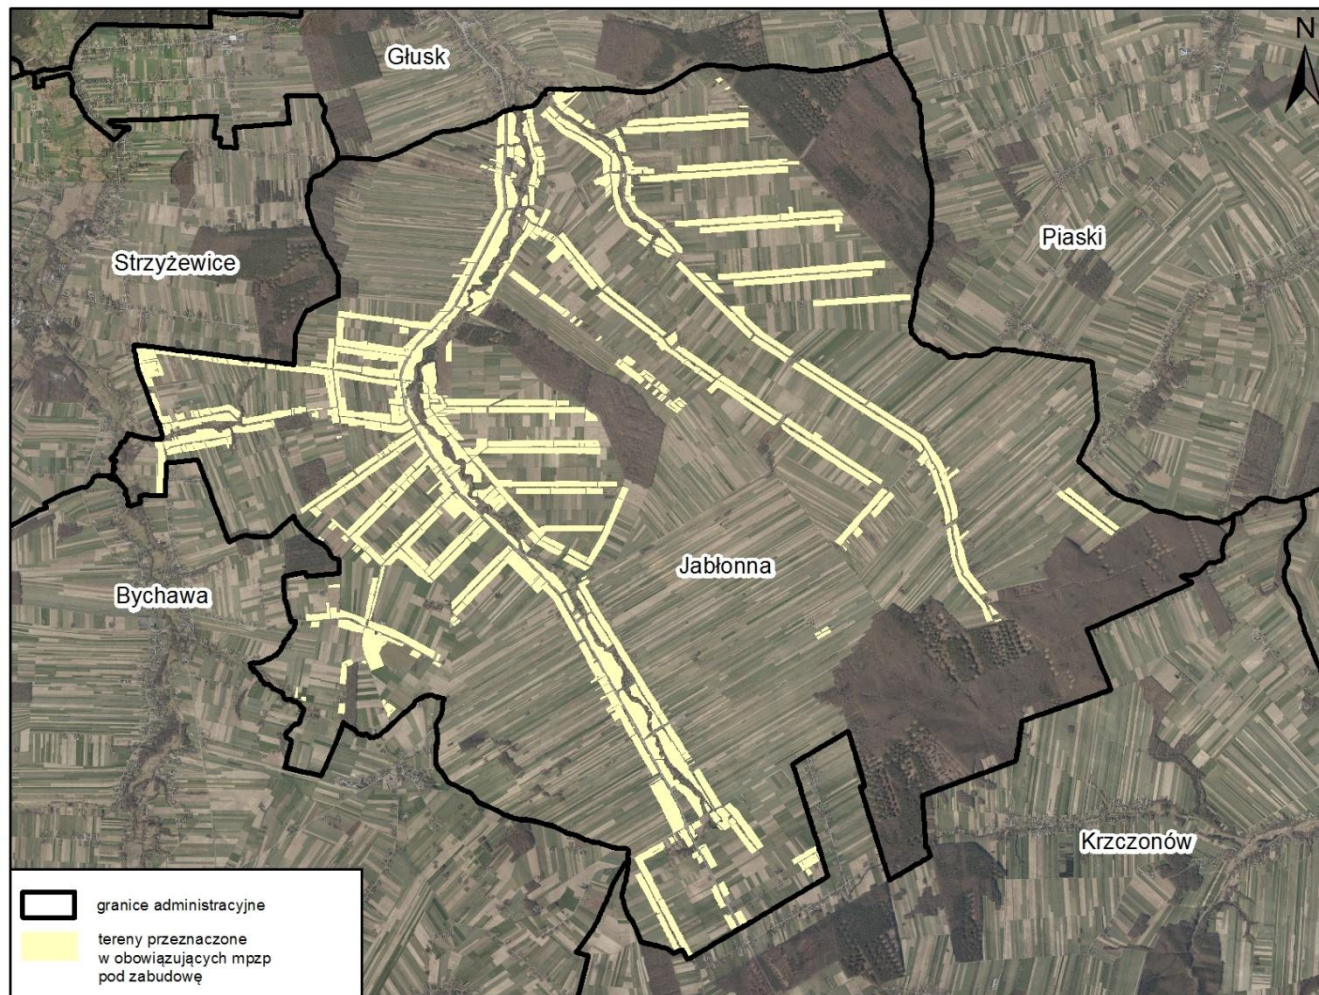 Głusk
N
Piaski
Strzyżewice
Jabłonna
Bychawa
Krzczonów
granice administracyjne
tereny przeznaczone
w obowiązujących mpzp
pod zabudowę